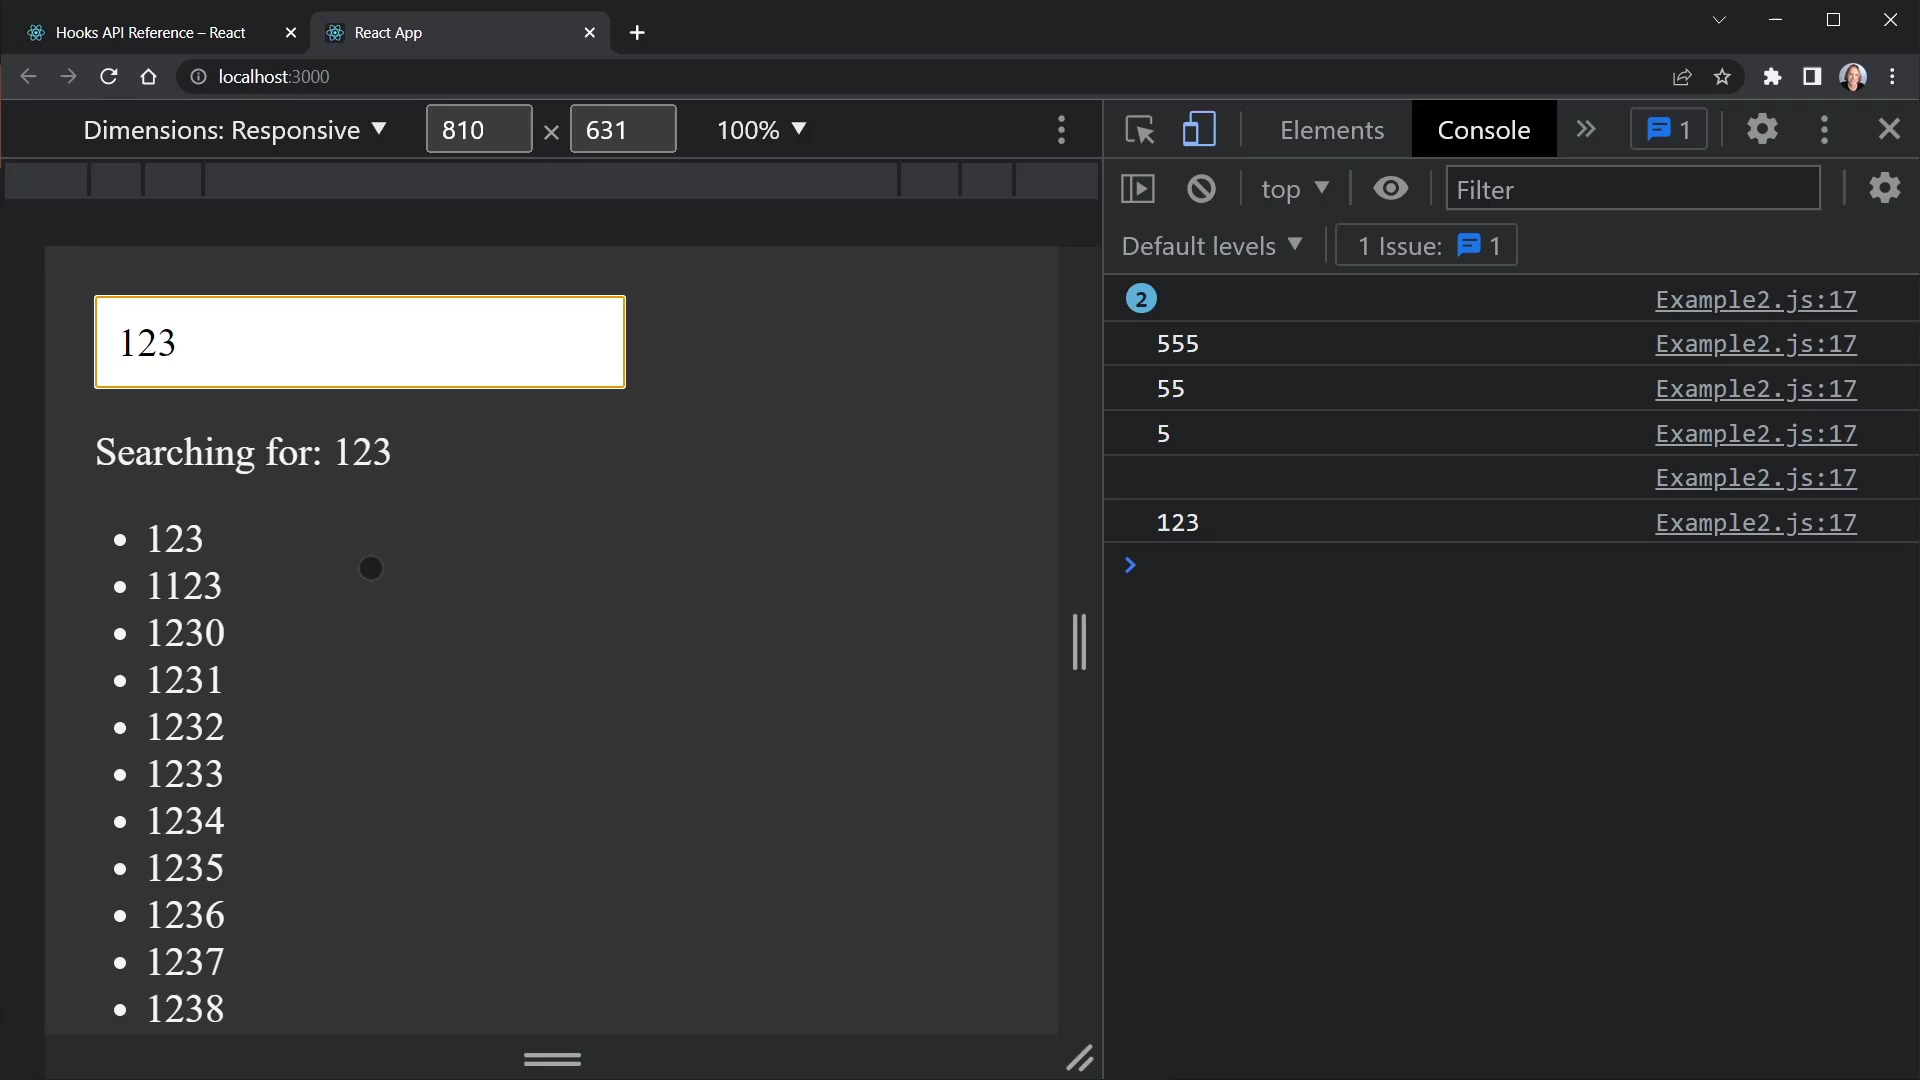 Hooks API Reference – React
React App
localhost:3000
Dimensions: Responsive ▼ 810 × 631 100% ▼
Elements Console » 1
top ▼ Filter
Default levels ▼ 1 Issue: 1
123
Searching for: 123
• 123
• 1123
• 1230
• 1231
• 1232
• 1233
• 1234
• 1235
• 1236
• 1237
• 1238
2 Example2.js:17
555 Example2.js:17
55 Example2.js:17
5 Example2.js:17
Example2.js:17
123 Example2.js:17